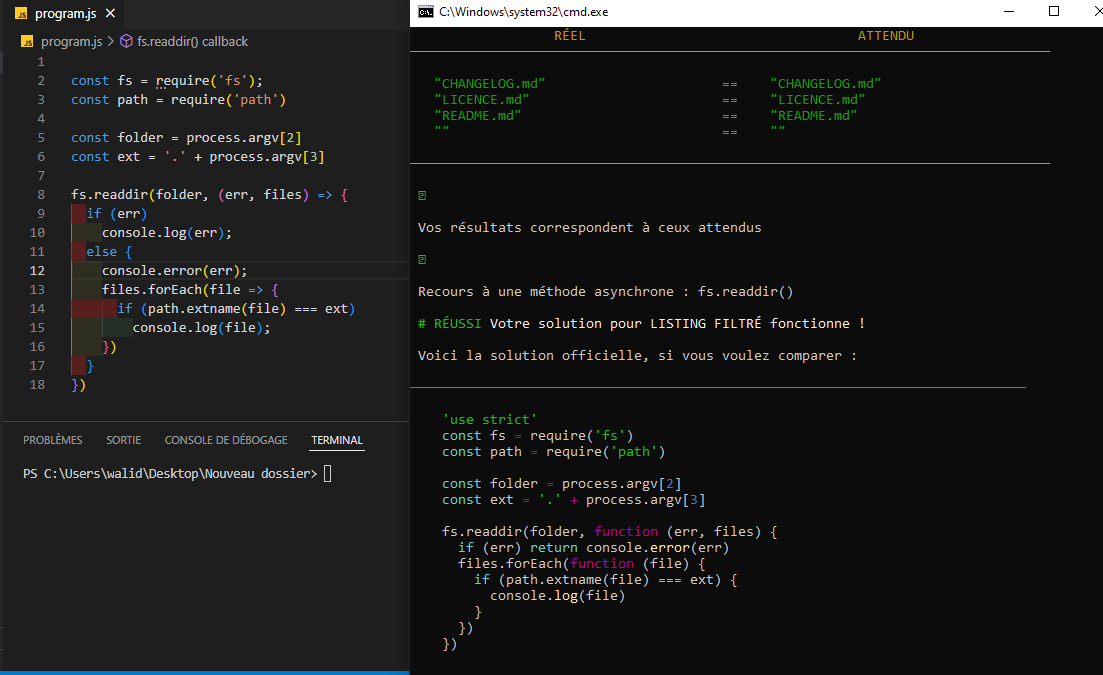 program.js
program.js > fs.readdir() callback
1
2 const fs = require('fs');
3 const path = require('path')
4
5 const folder = process.argv[2]
6 const ext = '.' + process.argv[3]
7
8 fs.readdir(folder, (err, files) => {
9 if (err)
10 console.log(err);
11 else {
12 console.error(err);
13 files.forEach(file => {
14 if (path.extname(file) === ext)
15 console.log(file);
16 })
17 }
18 })
PROBLÈMES SORTIE CONSOLE DE DÉBOGAGE TERMINAL
PS C:\Users\walid\Desktop\Nouveau dossier>
C:\Windows\system32\cmd.exe
RÉEL ATTENDU
"CHANGELOG.md" == "CHANGELOG.md"
"LICENCE.md" == "LICENCE.md"
"README.md" == "README.md"
"" == ""
Vos résultats correspondent à ceux attendus
Recours à une méthode asynchrone : fs.readdir()
# RÉUSSI Votre solution pour LISTING FILTRÉ fonctionne !
Voici la solution officielle, si vous voulez comparer :
'use strict'
const fs = require('fs')
const path = require('path')
const folder = process.argv[2]
const ext = '.' + process.argv[3]
fs.readdir(folder, function (err, files) {
if (err) return console.error(err)
files.forEach(function (file) {
if (path.extname(file) === ext) {
console.log(file)
}
})
})